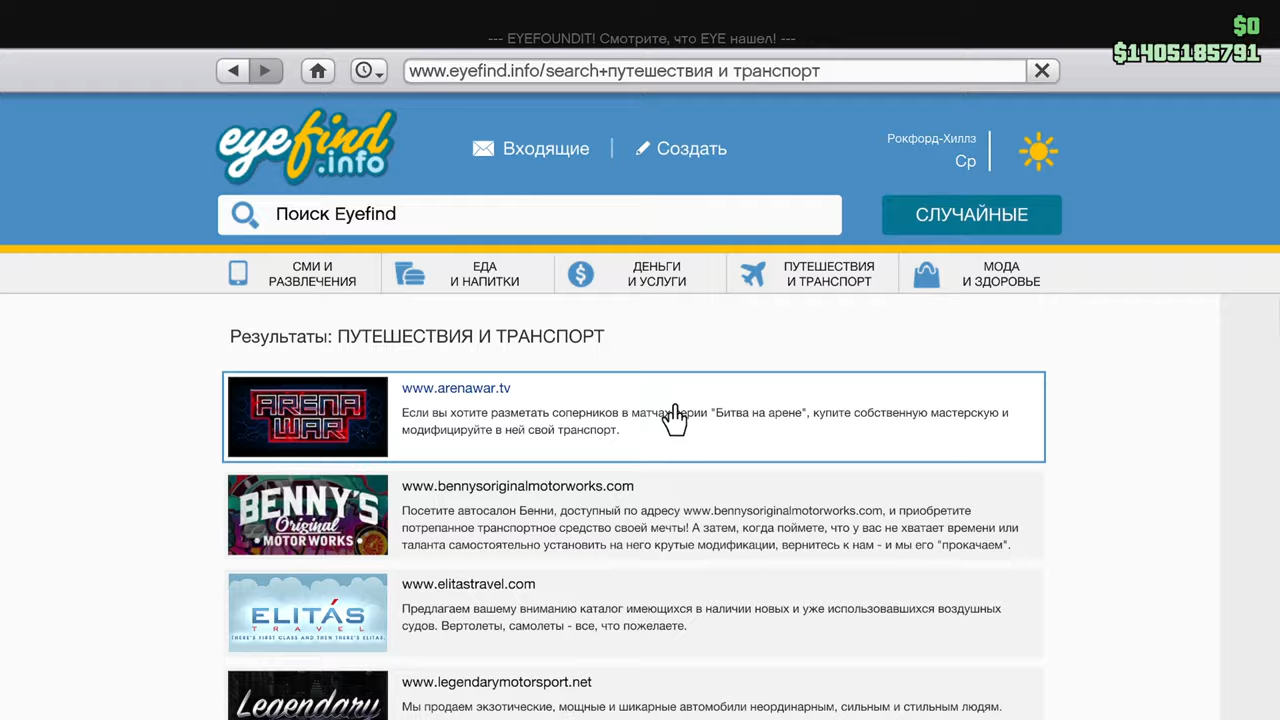 $0
--- EYEFOUNDIT! Смотрите, что EYE нашел! ---
$1405185791
www.eyefind.info/search+путешествия и транспорт
eyefind
.info
Входящие
Создать
Рокфорд-Хиллз
Ср
Поиск Eyefind
СЛУЧАЙНЫЕ
СМИ И
РАЗВЛЕЧЕНИЯ
ЕДА
И НАПИТКИ
ДЕНЬГИ
И УСЛУГИ
ПУТЕШЕСТВИЯ
И ТРАНСПОРТ
МОДА
И ЗДОРОВЬЕ
Результаты: ПУТЕШЕСТВИЯ И ТРАНСПОРТ
ARENA
WAR
www.arenawar.tv
Если вы хотите разметать соперников в матчах серии "Битва на арене", купите собственную мастерскую и
модифицируйте в ней свой транспорт.
BENNY'S
Original
MOTOR WORKS
www.bennysoriginalmotorworks.com
Посетите автосалон Бенни, доступный по адресу www.bennysoriginalmotorworks.com, и приобретите
потрепанное транспортное средство своей мечты! А затем, когда поймете, что у вас не хватает времени или
таланта самостоятельно установить на него крутые модификации, вернитесь к нам - и мы его "прокачаем".
ELITÁS
TRAVEL
THERE'S FIRST CLASS AND THEN THERE'S ELITAS.
www.elitastravel.com
Предлагаем вашему вниманию каталог имеющихся в наличии новых и уже использовавшихся воздушных
судов. Вертолеты, самолеты - все, что пожелаете.
Legendary
www.legendarymotorsport.net
Мы продаем экзотические, мощные и шикарные автомобили неординарным, сильным и стильным людям.